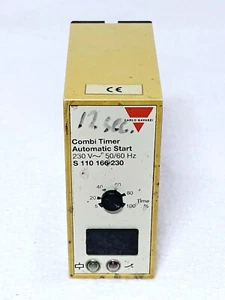 CE
CARLO GAVAZZI
12 sec.
Combi Timer
Automatic Start
230 V~ 50/60 Hz
S 110 166 230
40 60
20 80
5 100
Time
%